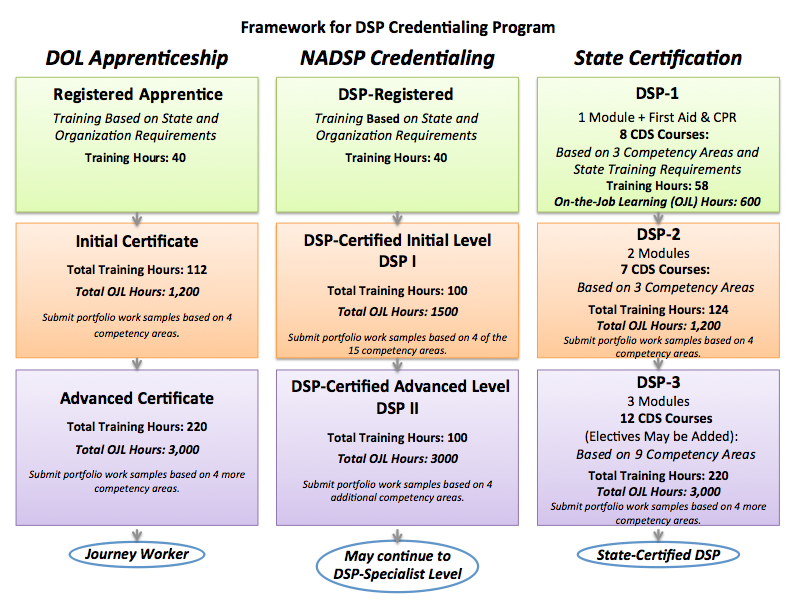 Framework for DSP Credentialing Program
DOL Apprenticeship
Registered Apprentice
Training Based on State and
Organization Requirements
Training Hours: 40
Initial Certificate
Total Training Hours: 112
Total OJL Hours: 1,200
Submit portfolio work samples based on 4
competency areas.
Advanced Certificate
Total Training Hours: 220
Total OJL Hours: 3,000
Submit portfolio work samples based on 4 more
competency areas.
Journey Worker
NADSP Credentialing
DSP-Registered
Training Based on State and
Organization Requirements
Training Hours: 40
DSP-Certified Initial Level
DSP I
Total Training Hours: 100
Total OJL Hours: 1500
Submit portfolio work samples based on 4 of the
15 competency areas.
DSP-Certified Advanced Level
DSP II
Total Training Hours: 100
Total OJL Hours: 3000
Submit portfolio work samples based on 4
additional competency areas.
May continue to
DSP-Specialist Level
State Certification
DSP-1
1 Module + First Aid & CPR
8 CDS Courses:
Based on 3 Competency Areas and
State Training Requirements
Training Hours: 58
On-the-Job Learning (OJL) Hours: 600
DSP-2
2 Modules
7 CDS Courses:
Based on 3 Competency Areas
Total Training Hours: 124
Total OJL Hours: 1,200
Submit portfolio work samples based on 4
competency areas.
DSP-3
3 Modules
12 CDS Courses
(Electives May be Added):
Based on 9 Competency Areas
Total Training Hours: 220
Total OJL Hours: 3,000
Submit portfolio work samples based on 4 more
competency areas.
State-Certified DSP